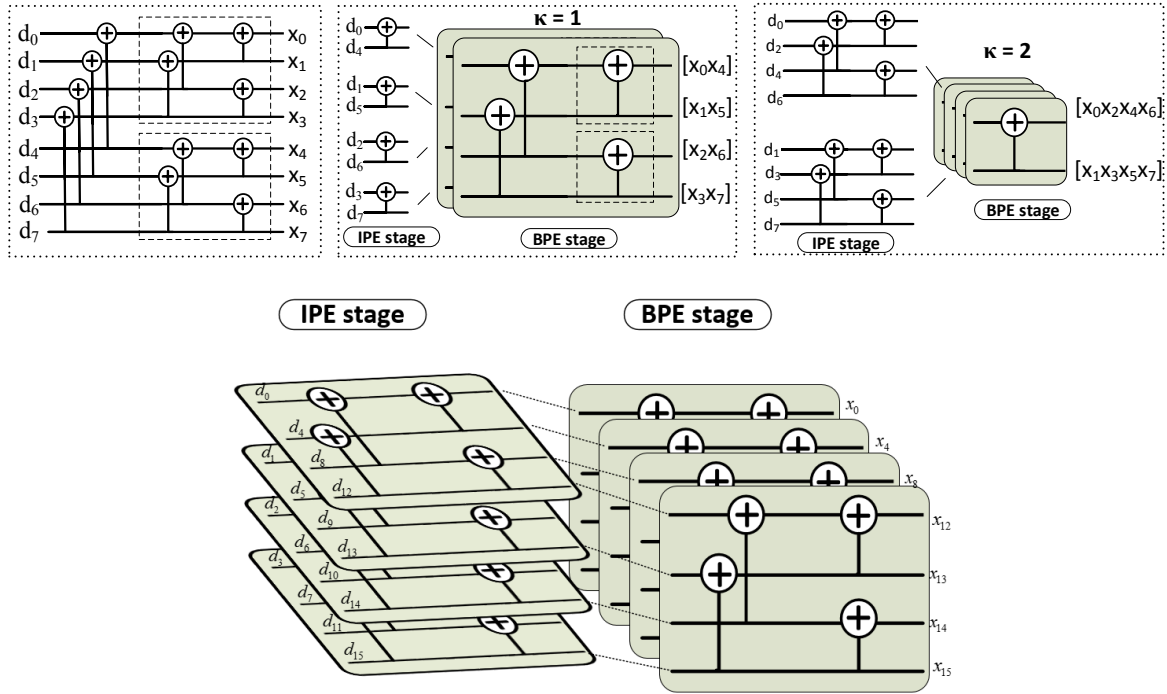 d0
d1
d2
d3
d4
d5
d6
d7
x0
x1
x2
x3
x4
x5
x6
x7
κ = 1
d0
d4
d1
d5
d2
d6
d3
d7
IPE stage
[x0x4]
[x1x5]
[x2x6]
[x3x7]
BPE stage
κ = 2
d0
d2
d4
d6
d1
d3
d5
d7
IPE stage
[x0x2x4x6]
[x1x3x5x7]
BPE stage
IPE stage
BPE stage
d0
d4
d8
d12
d1
d5
d9
d13
d2
d6
d10
d14
d3
d7
d11
d15
x0
x4
x8
x12
x13
x14
x15